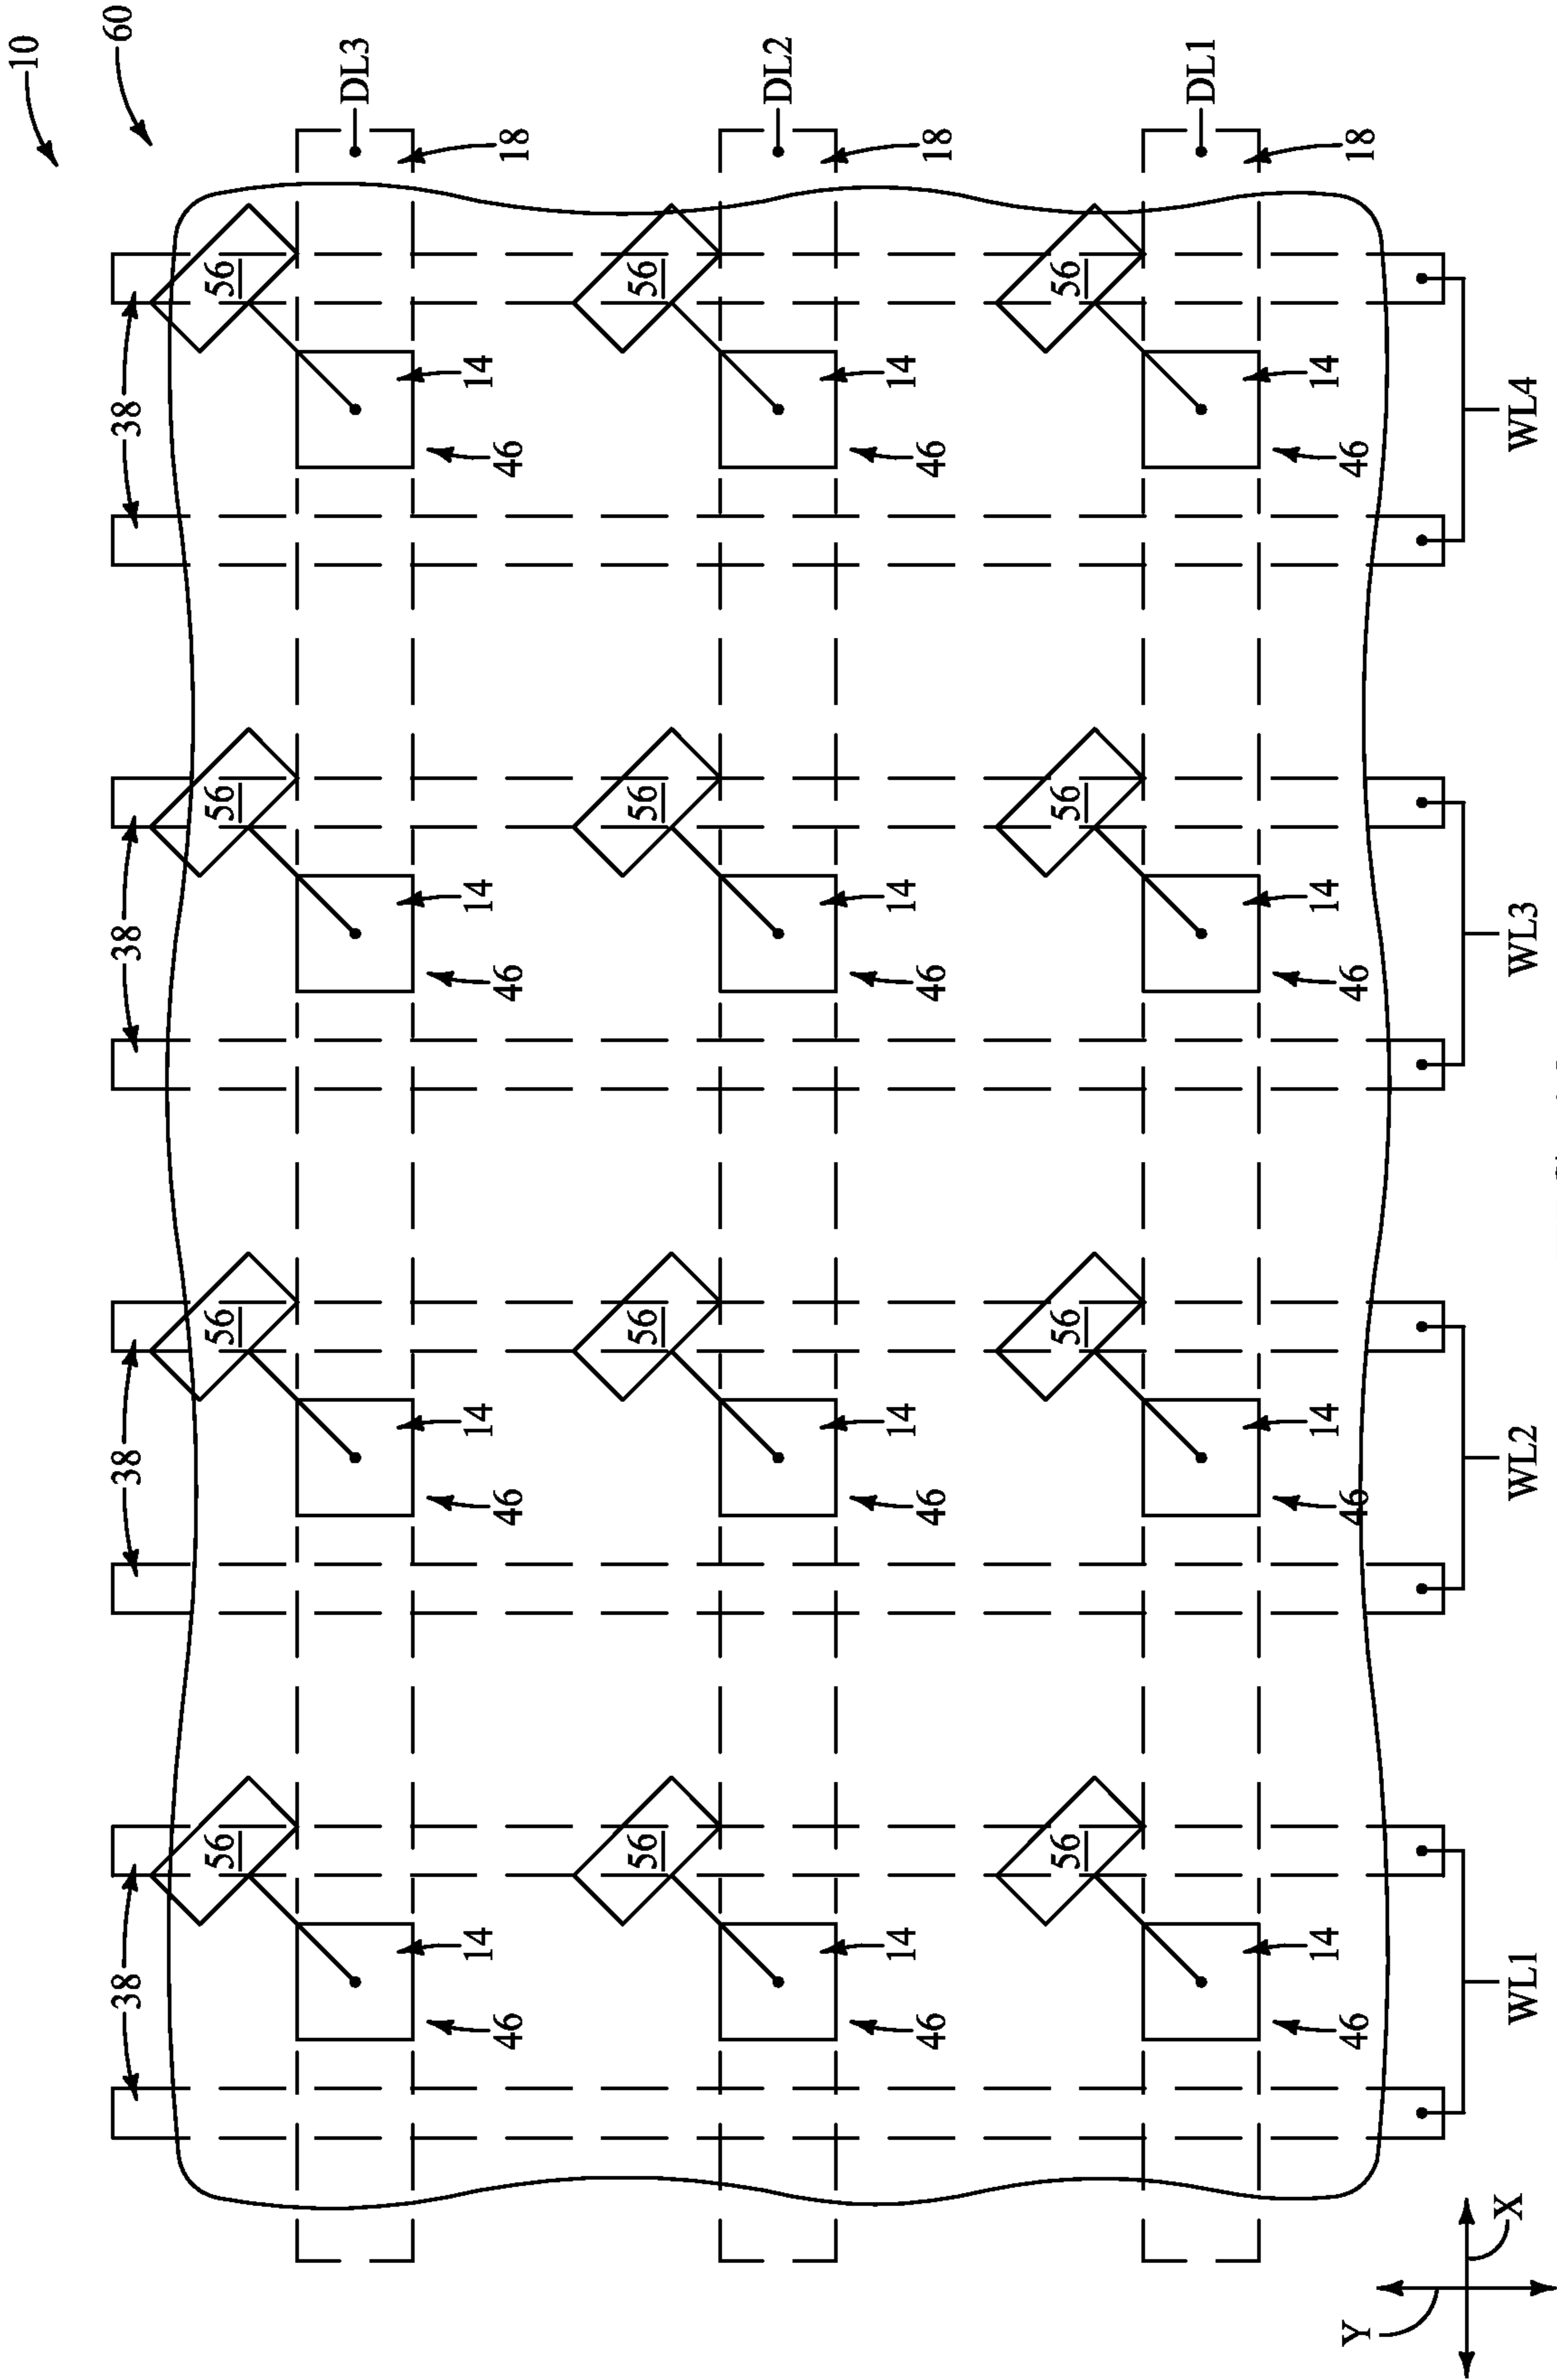 10
60
38 38 38 38
56 56 56 56
DL3
14 14 14 14
46 46 46 46 18
56 56 56 56
DL2
14 14 14 14
46 46 46 46 18
56 56 56 56
DL1
14 14 14 14
Y 46 46 46 46 18
X
WL1 WL2 WL3 WL4